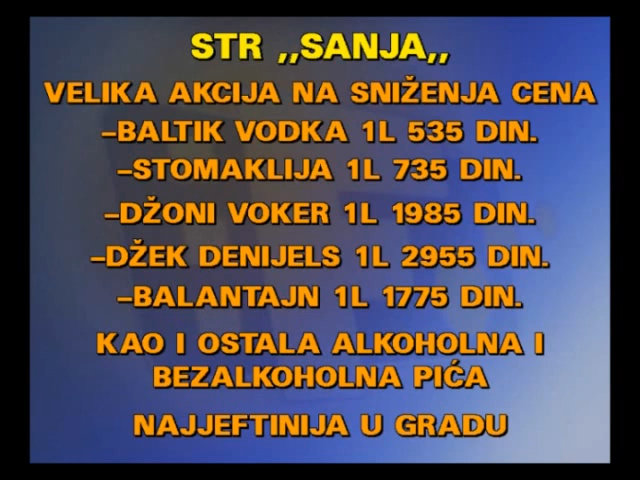 STR ,,SANJA,,
VELIKA AKCIJA NA SNIŽENJA CENA
–BALTIK VODKA 1L 535 DIN.
–STOMAKLIJA 1L 735 DIN.
–DŽONI VOKER 1L 1985 DIN.
–DŽEK DENIJELS 1L 2955 DIN.
–BALANTAJN 1L 1775 DIN.
KAO I OSTALA ALKOHOLNA I
BEZALKOHOLNA PIĆA
NAJJEFTINIJA U GRADU